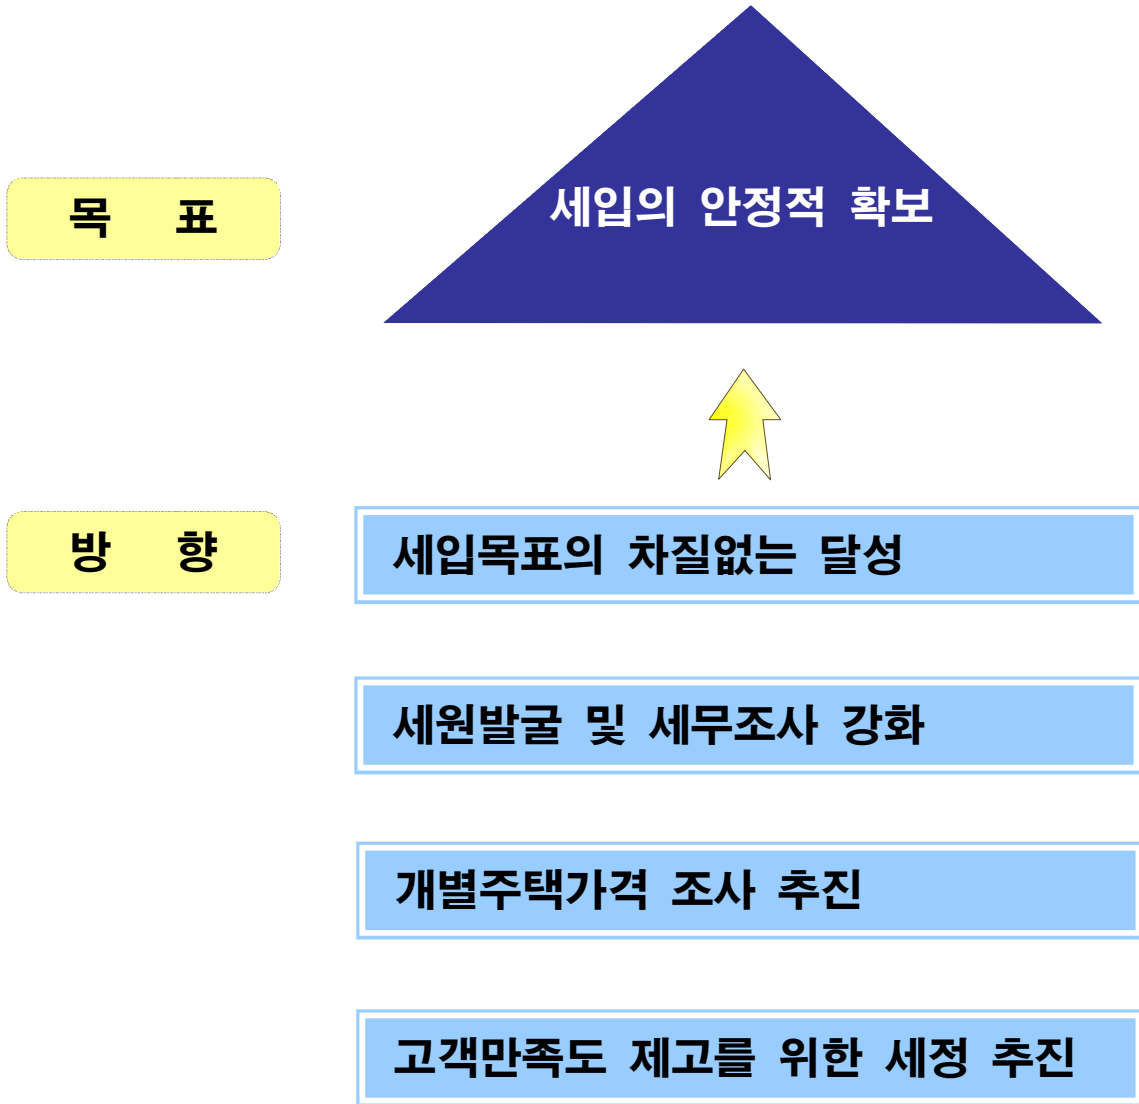 세입의 안정적 확보
목 표
방 향
세입목표의 차질없는 달성
세원발굴 및 세무조사 강화
개별주택가격 조사 추진
고객만족도 제고를 위한 세정 추진